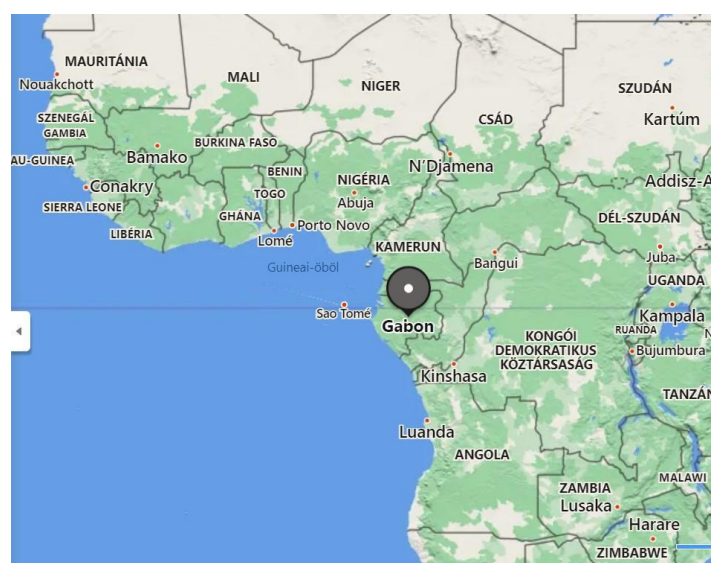 MAURITÁNIA
Nouakchott
MALI
NIGER
SZUDÁN
Kartúm
SZENEGÁL
GAMBIA
CSÁD
AU-GUINEA
Bamako
BURKINA FASO
N'Djamena
BENIN
NIGÉRIA
Addisz-A
Conakry
TOGO
Abuja
SIERRA LEONE
GHÁNA
Porto Novo
DÉL-SZUDÁN
LIBÉRIA
Lomé
KAMERUN
Bangui
Juba
Guineai-öböl
UGANDA
Sao Tomé
Gabon
Kampala
RUANDA
N
KONGÓI
DEMOKRATIKUS
KÖZTÁRSASÁG
Bujumbura
Kinshasa
TANZÁN
Luanda
ANGOLA
MALAWI
ZAMBIA
Lusaka
Harare
ZIMBABWE